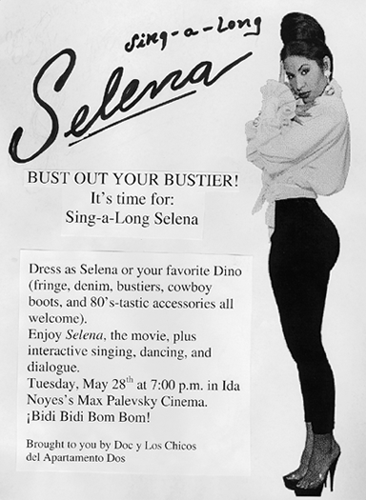 Sing-a-Long
Selena
BUST OUT YOUR BUSTIER!
It's time for:
Sing-a-Long Selena
Dress as Selena or your favorite Dino
(fringe, denim, bustiers, cowboy
boots, and 80's-tastic accessories all
welcome).
Enjoy Selena, the movie, plus
interactive singing, dancing, and
dialogue.
Tuesday, May 28th at 7:00 p.m. in Ida
Noyes's Max Palevsky Cinema.
¡Bidi Bidi Bom Bom!
Brought to you by Doc y Los Chicos
del Apartamento Dos